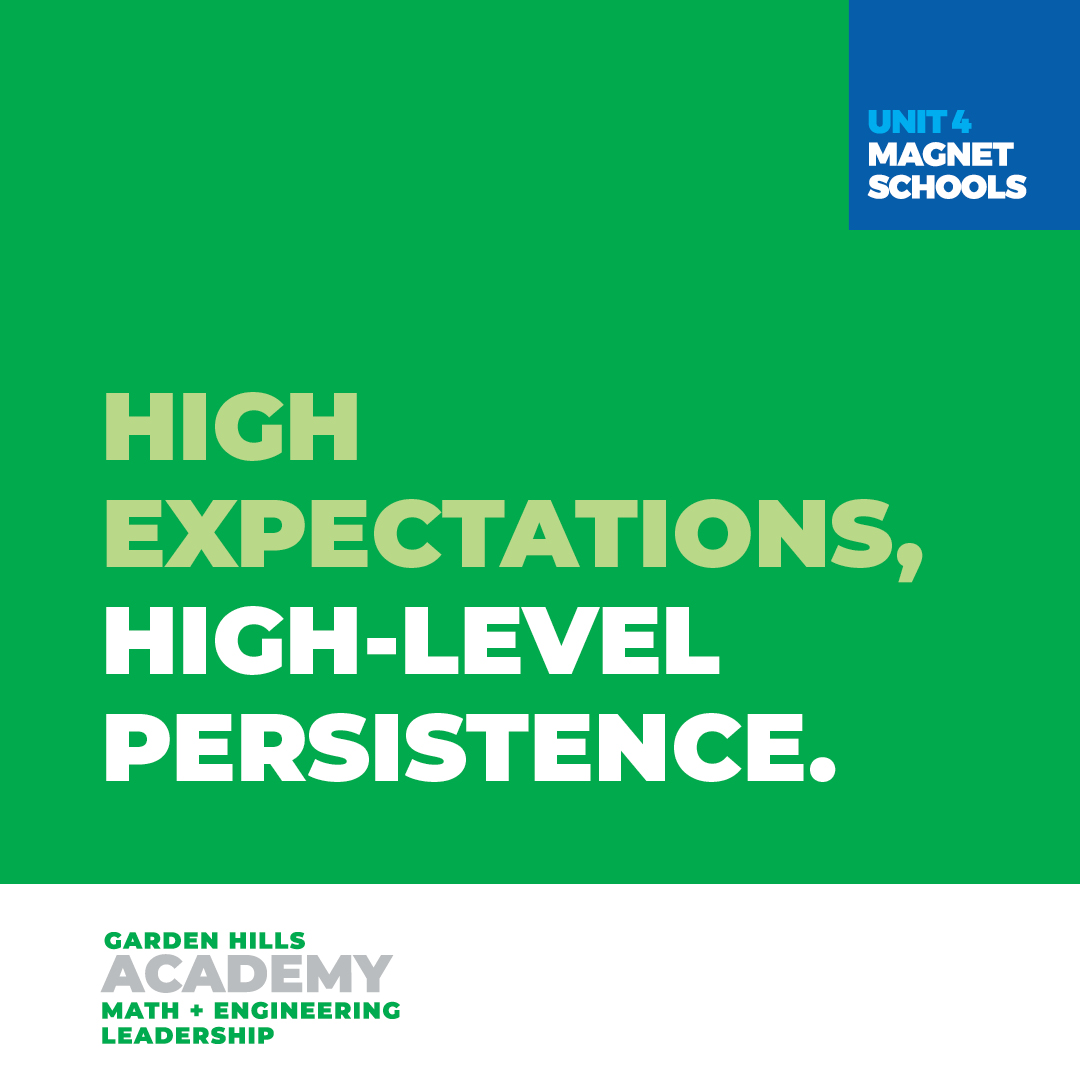 UNIT 4
MAGNET
SCHOOLS
HIGH
EXPECTATIONS,
HIGH-LEVEL
PERSISTENCE.
GARDEN HILLS
ACADEMY
MATH + ENGINEERING
LEADERSHIP